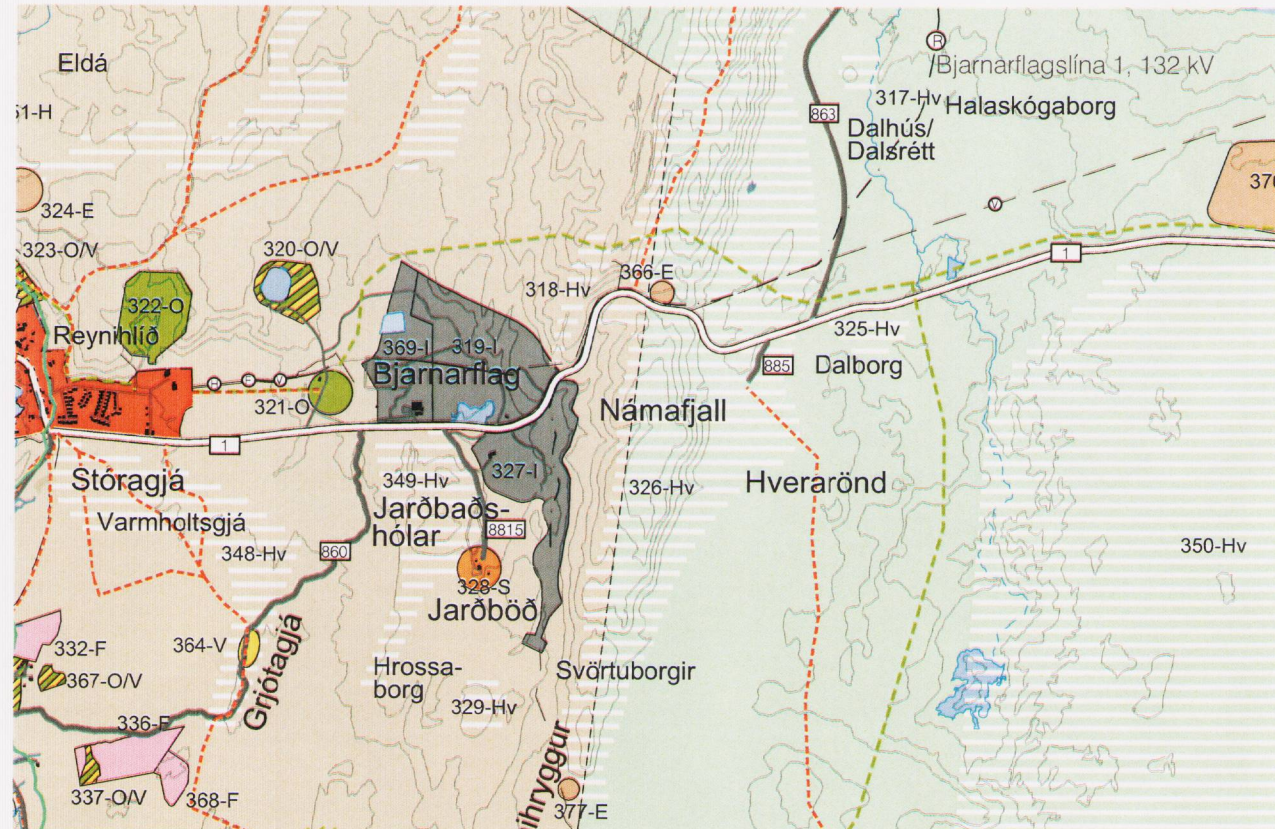 Eldá
Bjarnarflagslína 1, 132 kV
R
51-H
317-Hv
Halaskógaborg
863
Dalhús/
Dalsrétt
324-E
370
323-O/V
320-O/V
V
1
366-E
318-Hv
322-O
Reynihlíð
325-Hv
369-I
319-I
Bjarnarflag
885
Dalborg
321-O
Námafjall
1
Stóragjá
349-Hv
327-I
326-Hv
Hverarönd
Jarðbaðs-
hólar
Varmholtsgjá
8815
348-Hv
860
350-Hv
328-S
Jarðböð
332-F
364-V
Grjótagjá
Hrossa-
borg
Svörtuborgir
367-O/V
329-Hv
336-F
337-O/V
368-F
377-E
ihryggur